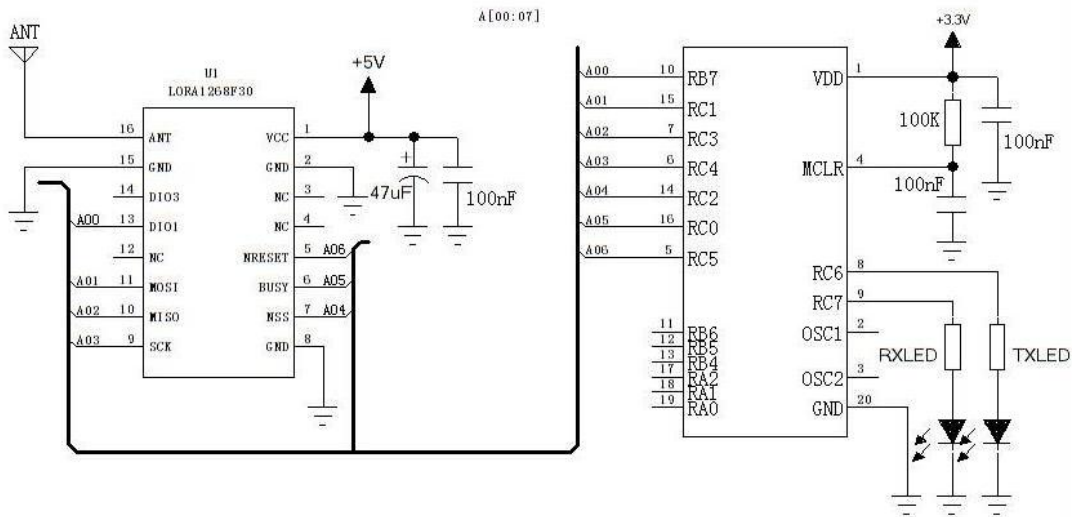 A[00:07]
ANT
U1
LORA1268F30
+5V
+3.3V
16 ANT VCC 1
15 GND GND 2
14 DIO3 NC 3
A00 13 DIO1 NC 4
12 NC NRESET 5 A06
A01 11 MOSI BUSY 6 A05
A02 10 MISO NSS 7 A04
A03 9 SCK GND 8
47uF
+
100nF
A00 10 RB7 VDD 1
A01 15 RC1
A02 7 RC3
A03 6 RC4 MCLR 4
A04 14 RC2
A05 16 RC0
A06 5 RC5
RC6 8
RC7 9
11 RB6 OSC1 2
12 RB5
13 RB4
17 RA2 OSC2 3
18 RA1
19 RA0 GND 20
100K
100nF
100nF
RXLED
TXLED